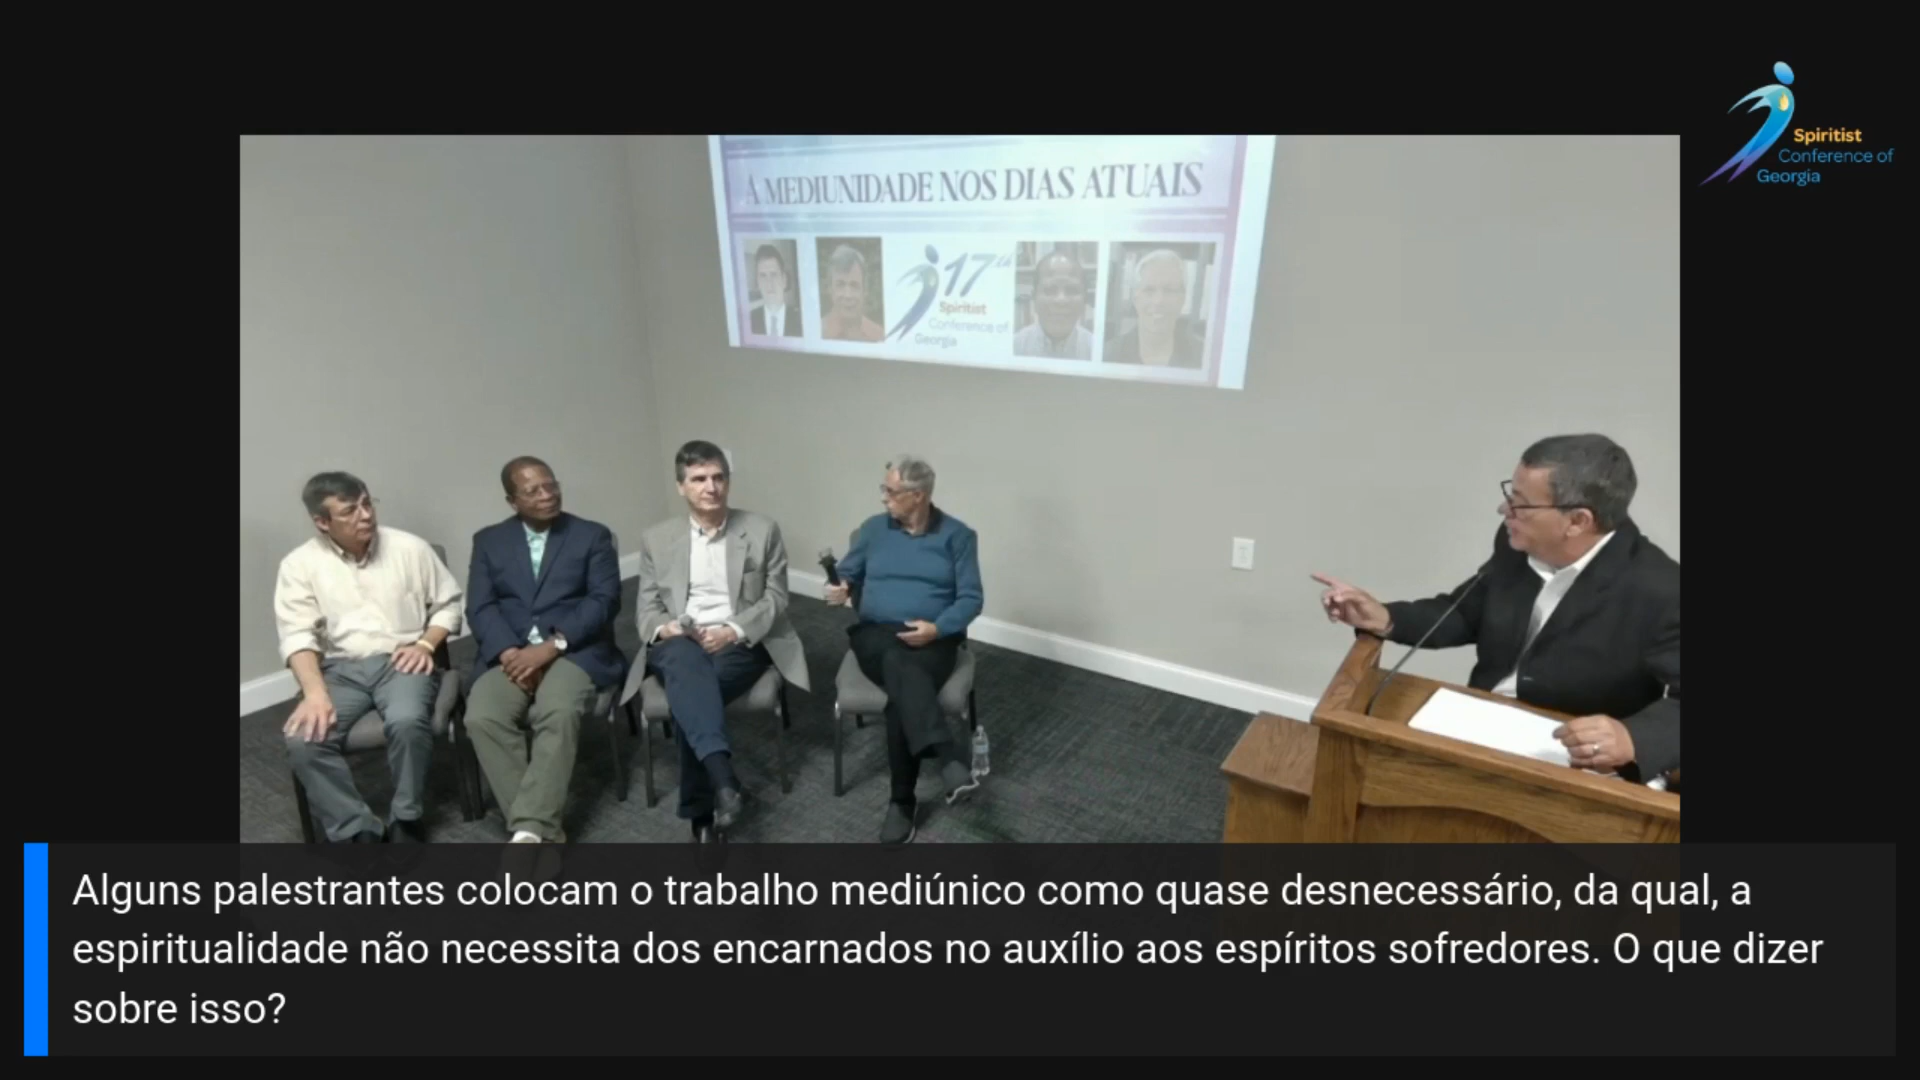 Spiritist
Conference of
Georgia
A MEDIUNIDADE NOS DIAS ATUAIS
17th
Spiritist
Conference of
Georgia
Alguns palestrantes colocam o trabalho mediúnico como quase desnecessário, da qual, a
espiritualidade não necessita dos encarnados no auxílio aos espíritos sofredores. O que dizer
sobre isso?